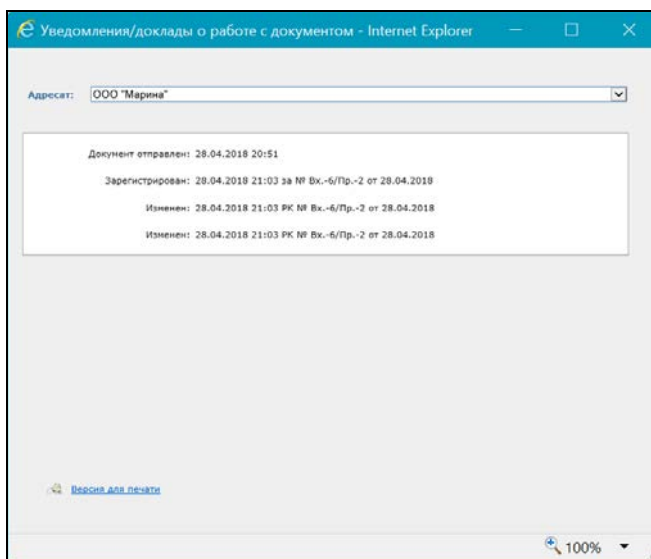 Уведомления/доклады о работе с документом - Internet Explorer
Адресат: ООО "Марина"
Документ отправлен: 28.04.2018 20:51
Зарегистрирован: 28.04.2018 21:03 за № Вх.-6/Пр.-2 от 28.04.2018
Изменен: 28.04.2018 21:03 РК № Вх.-6/Пр.-2 от 28.04.2018
Изменен: 28.04.2018 21:03 РК № Вх.-6/Пр.-2 от 28.04.2018
Версия для печати
100%